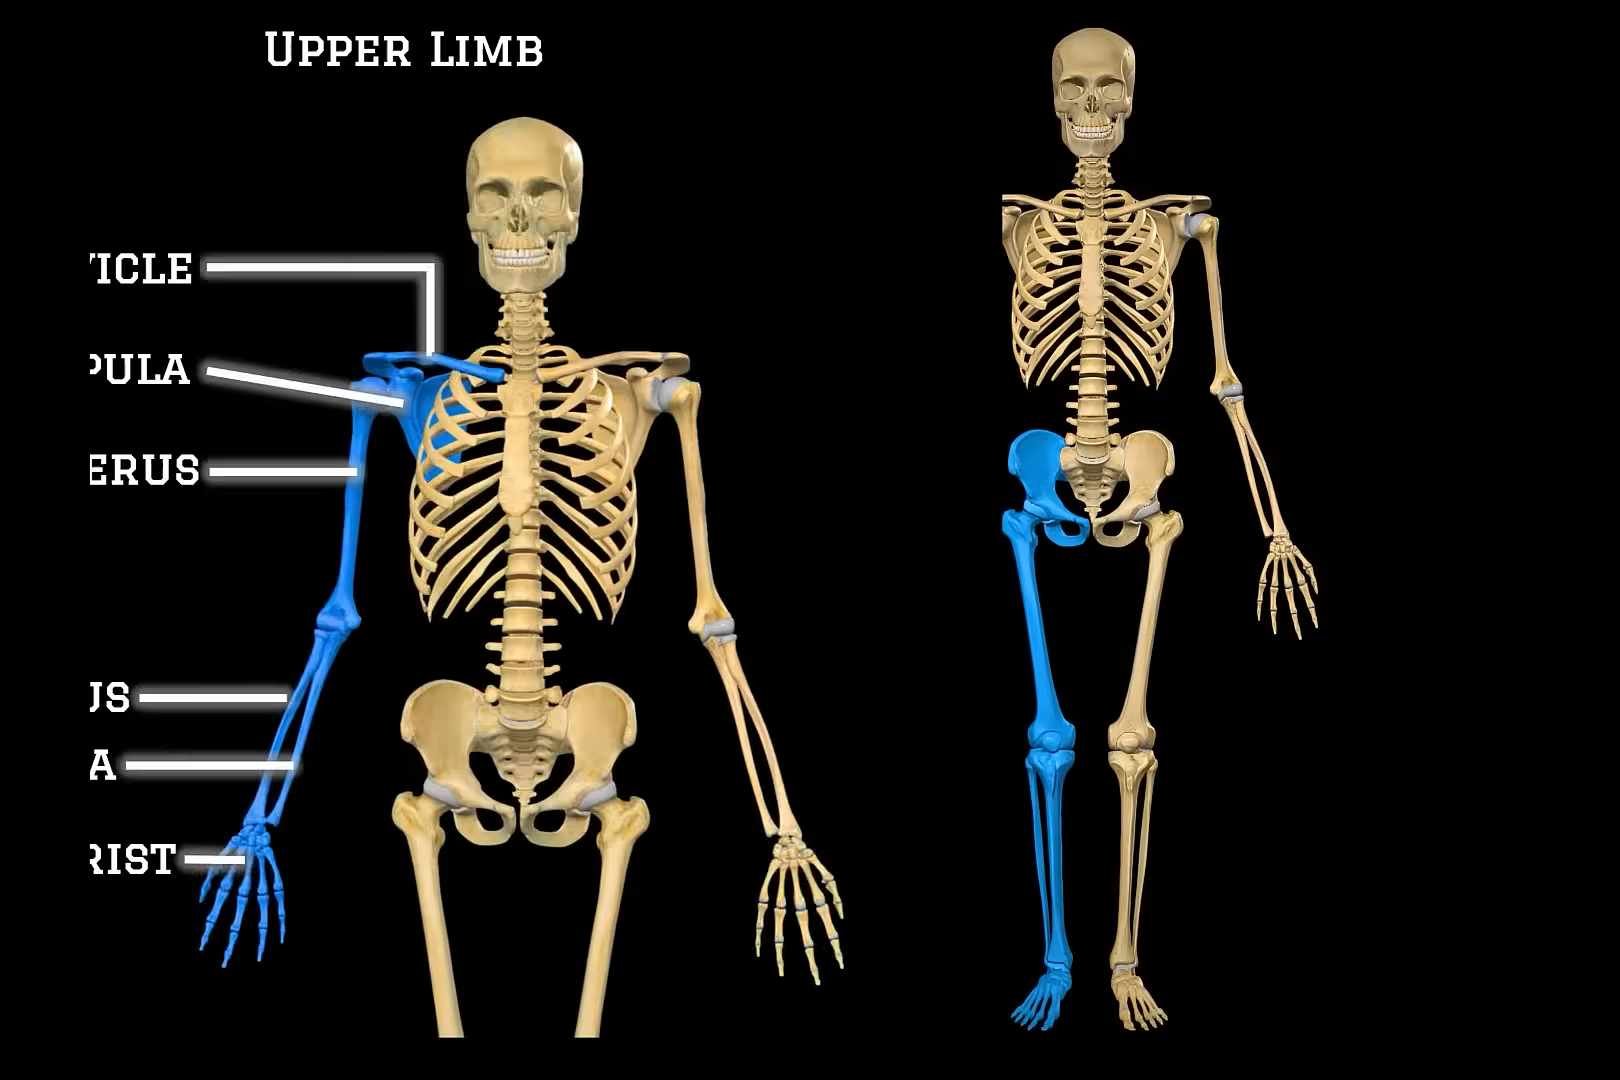 UPPER LIMB
ICLE
PULA
ERUS
US
A
RIST